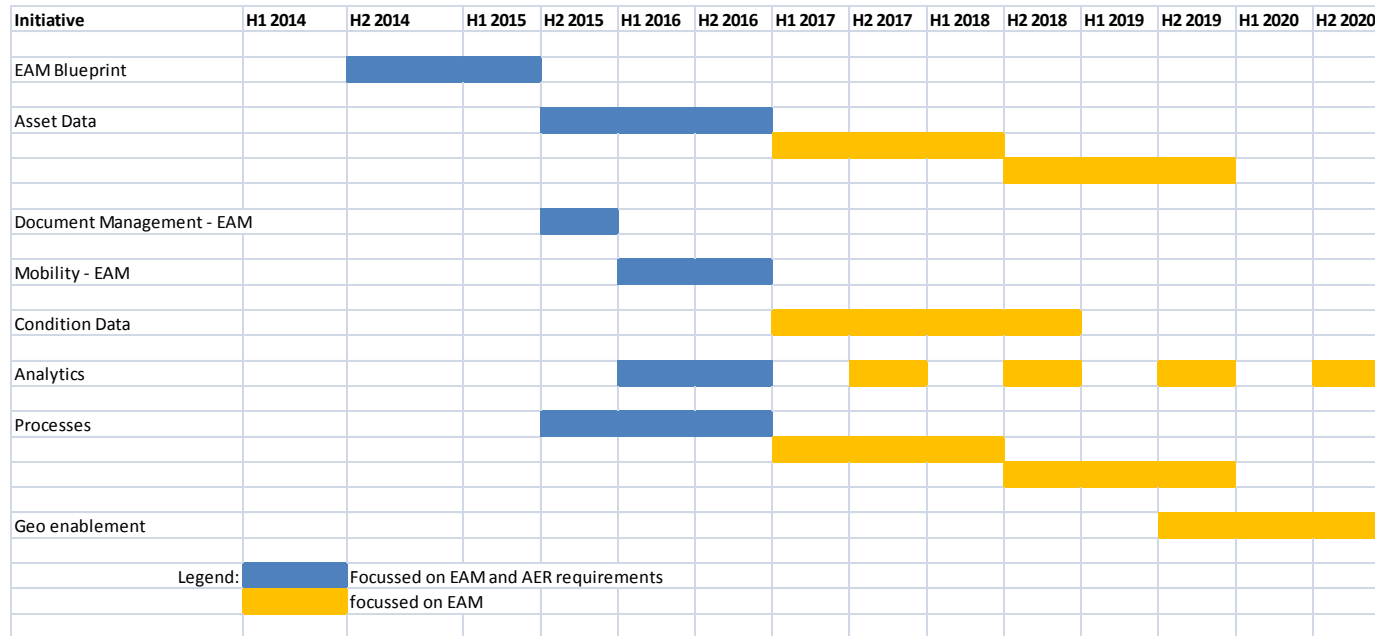 Initiative H1 2014 H2 2014 H1 2015 H2 2015 H1 2016 H2 2016 H1 2017 H2 2017 H1 2018 H2 2018 H1 2019 H2 2019 H1 2020 H2 2020
EAM Blueprint
Asset Data
Document Management - EAM
Mobility - EAM
Condition Data
Analytics
Processes
Geo enablement
Legend: Focussed on EAM and AER requirements
focussed on EAM